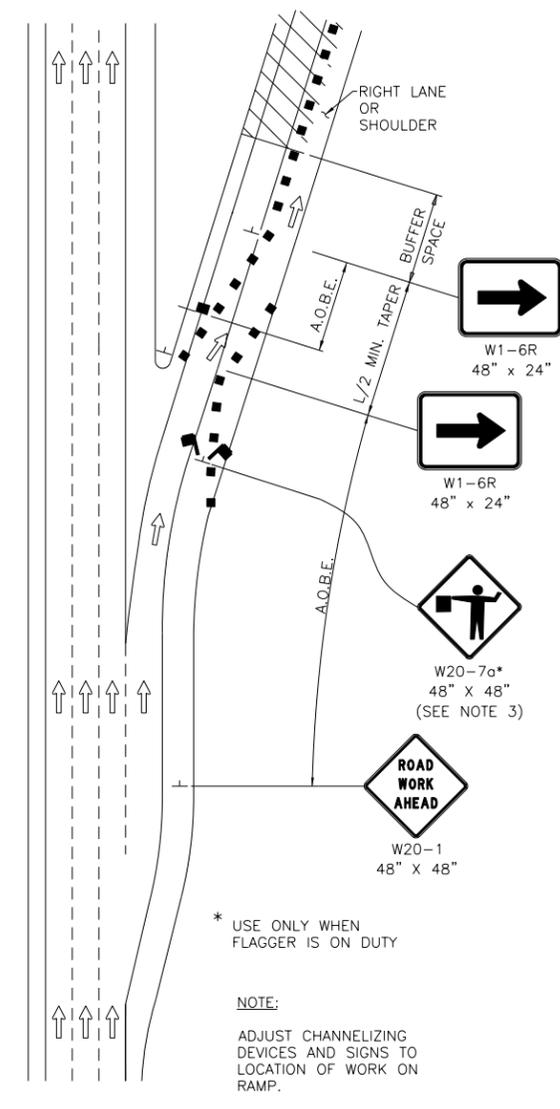 RIGHT LANE
OR
SHOULDER
BUFFER
SPACE
A.O.B.E.
L/2 MIN. TAPER
W1-6R
48" x 24"
W1-6R
48" x 24"
A.O.B.E.
W20-7a*
48" X 48"
(SEE NOTE 3)
ROAD
WORK
AHEAD
W20-1
48" X 48"
* USE ONLY WHEN
FLAGGER IS ON DUTY
NOTE:
ADJUST CHANNELIZING
DEVICES AND SIGNS TO
LOCATION OF WORK ON
RAMP.